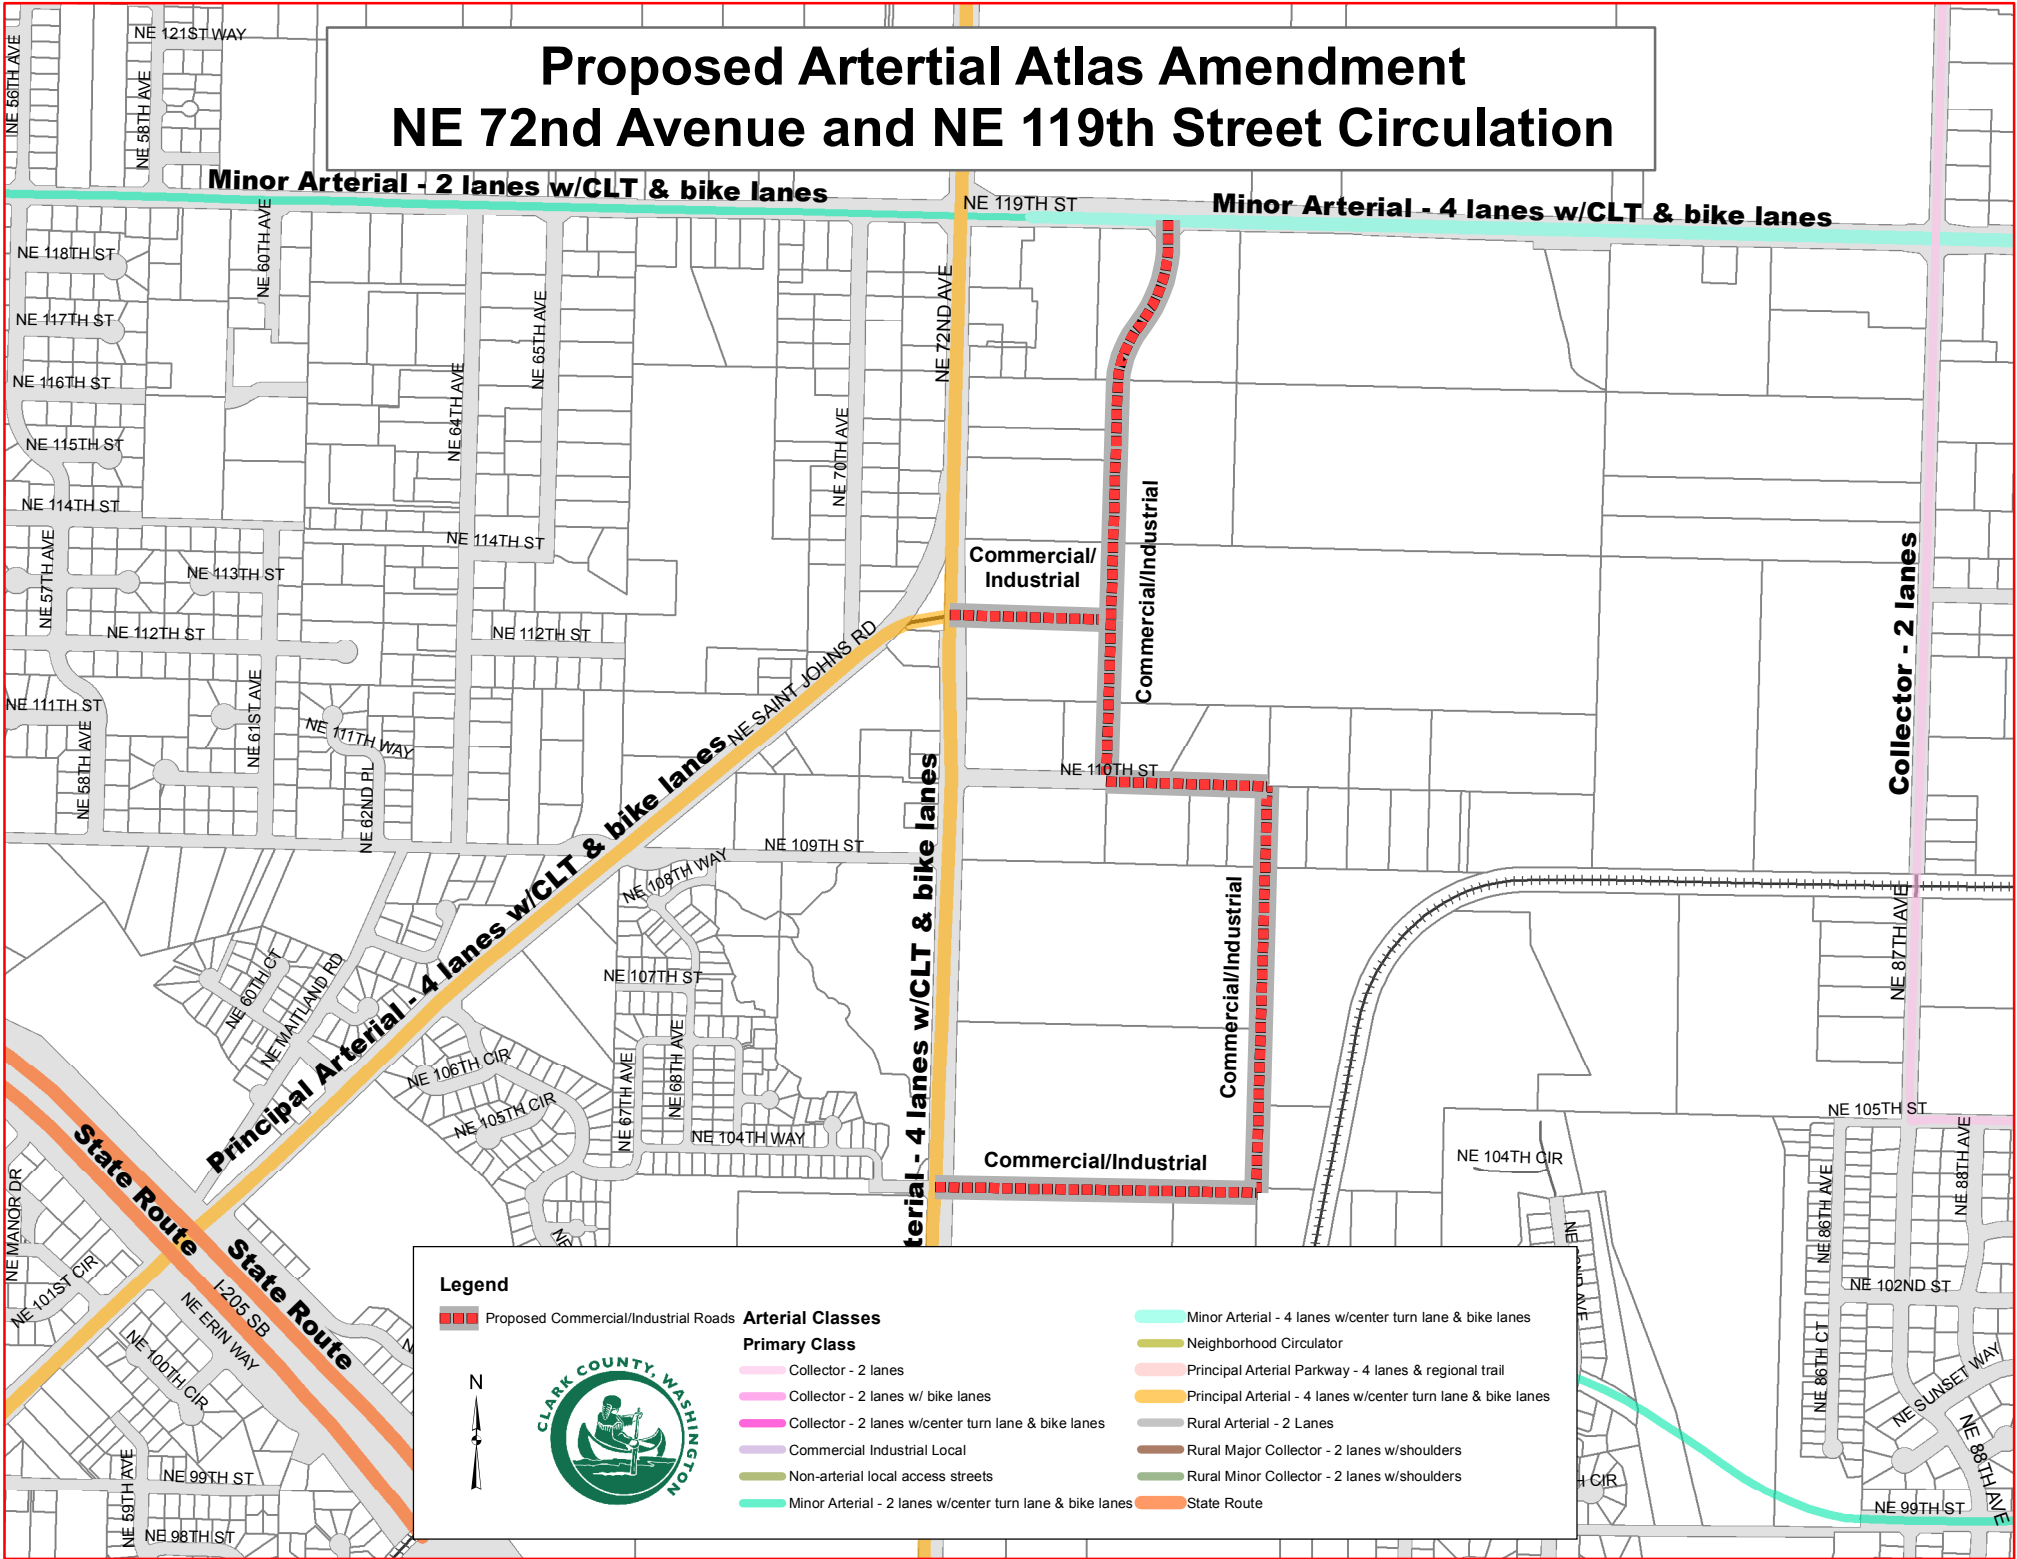 Proposed Artertial Atlas Amendment
NE 72nd Avenue and NE 119th Street Circulation
NE 121ST WAY
NE 56TH AVE
NE 58TH AVE
Minor Arterial - 2 lanes w/CLT & bike lanes
NE 119TH ST
Minor Arterial - 4 lanes w/CLT & bike lanes
NE 118TH ST
NE 60TH AVE
NE 117TH ST
NE 65TH AVE
NE 72ND AVE
NE 116TH ST
NE 64TH AVE
NE 70TH AVE
NE 115TH ST
NE 114TH ST
NE 114TH ST
NE 57TH AVE
NE 113TH ST
Commercial/
Industrial
Commercial/Industrial
Collector - 2 lanes
NE 112TH ST
NE 112TH ST
NE SAINT JOHNS RD
NE 111TH ST
NE 58TH AVE
NE 61ST AVE
NE 111TH WAY
NE 62ND PL
NE 110TH ST
NE 109TH ST
NE 108TH WAY
Principal Arterial - 4 lanes w/CLT & bike lanes
terial - 4 lanes w/CLT & bike lanes
Commercial/Industrial
NE 87TH AVE
NE 60TH CT
NE MAITLAND RD
NE 107TH ST
NE 106TH CIR
NE 105TH CIR
NE 67TH AVE
NE 68TH AVE
NE 104TH WAY
Commercial/Industrial
NE 105TH ST
NE 104TH CIR
NE 86TH AVE
NE 88TH AVE
State Route
State Route
NE MANOR DR
NE 101ST CIR
I-205 SB
NE ERIN WAY
NE 100TH CIR
NE
NE 102ND ST
NE 86TH CT
NE SUNSET WAY
NE 88TH AVE
NE 59TH AVE
NE 99TH ST
NE 98TH ST
NE 99TH ST
Legend
Proposed Commercial/Industrial Roads
N
CLARK COUNTY, WASHINGTON
Arterial Classes
Primary Class
Collector - 2 lanes
Collector - 2 lanes w/ bike lanes
Collector - 2 lanes w/center turn lane & bike lanes
Commercial Industrial Local
Non-arterial local access streets
Minor Arterial - 2 lanes w/center turn lane & bike lanes
Minor Arterial - 4 lanes w/center turn lane & bike lanes
Neighborhood Circulator
Principal Arterial Parkway - 4 lanes & regional trail
Principal Arterial - 4 lanes w/center turn lane & bike lanes
Rural Arterial - 2 Lanes
Rural Major Collector - 2 lanes w/shoulders
Rural Minor Collector - 2 lanes w/shoulders
State Route